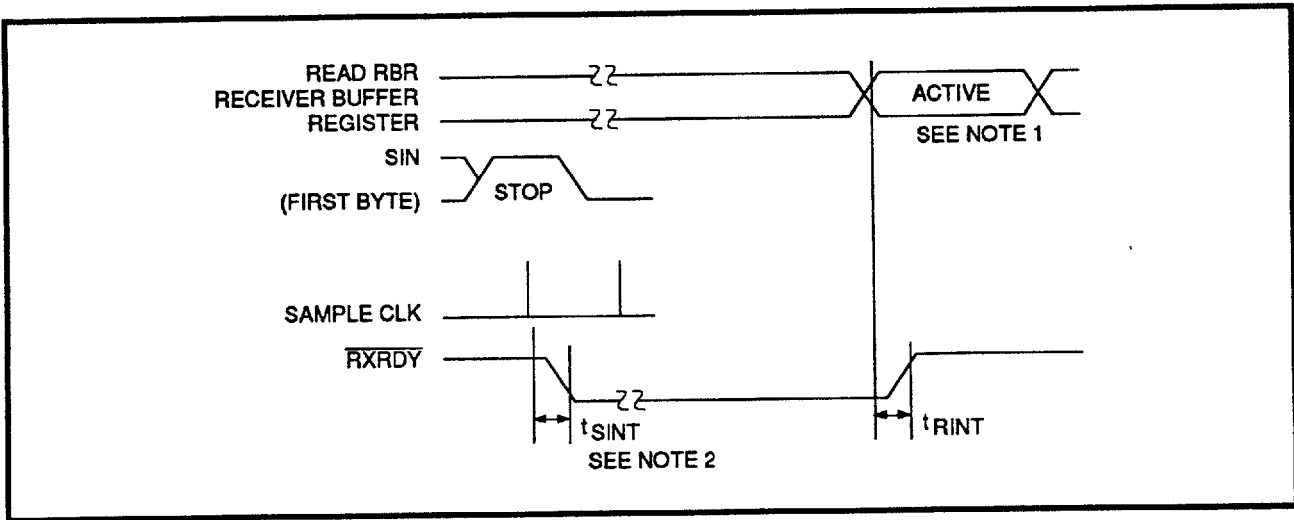 READ RBR
RECEIVER BUFFER
REGISTER
ACTIVE
SEE NOTE 1
SIN
(FIRST BYTE)
STOP
SAMPLE CLK
RXRDY
tSINT
SEE NOTE 2
tRINT